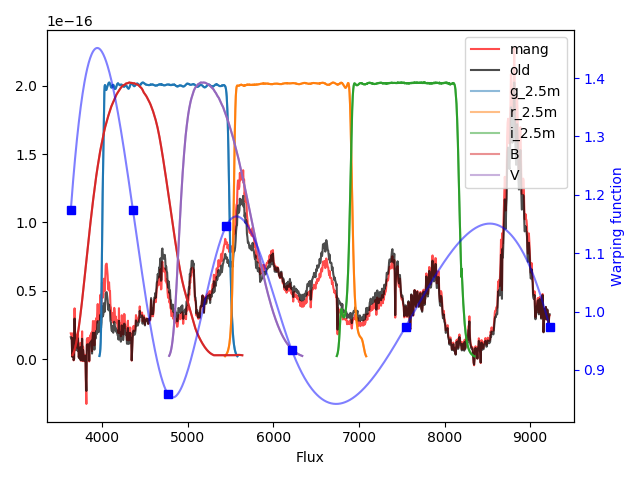 1e−16
mang
old
g_2.5m
r_2.5m
i_2.5m
B
V
2.0
1.5
1.0
0.5
0.0
1.4
1.3
1.2
1.1
1.0
0.9
Warping function
4000 5000 6000 7000 8000 9000
Flux